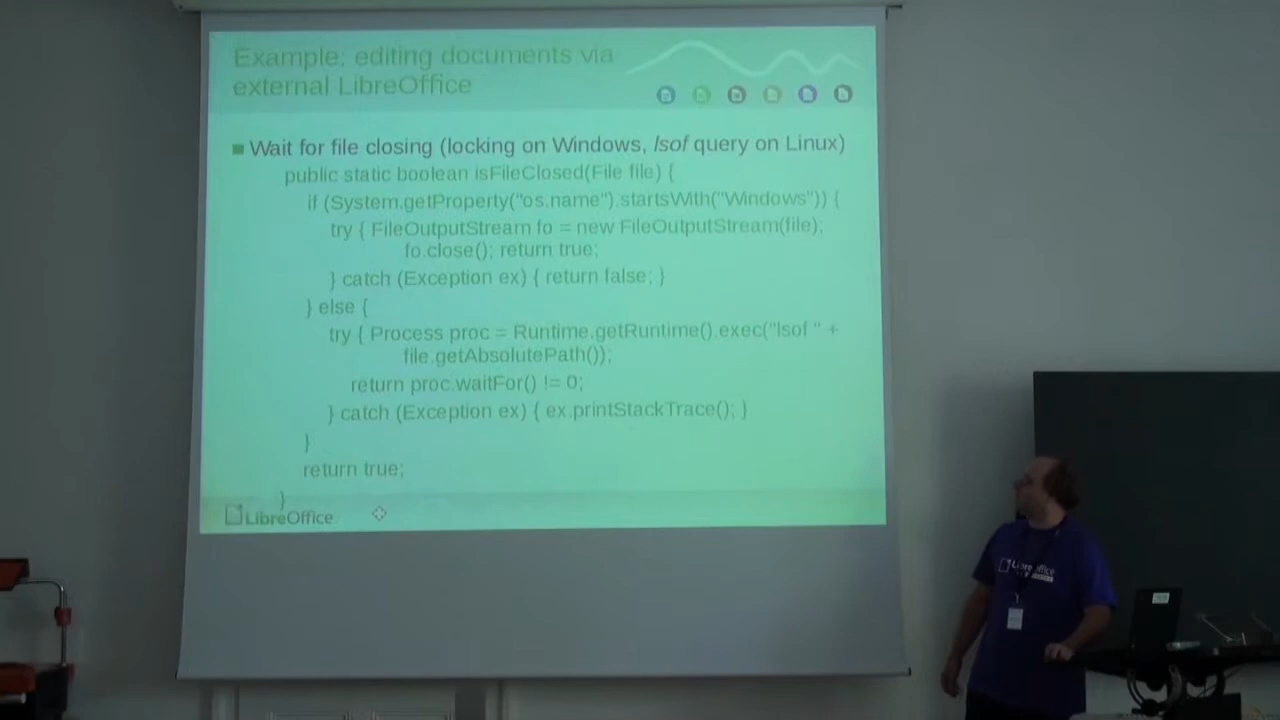 Example: editing documents via
external LibreOffice
Wait for file closing (locking on Windows, lsof query on Linux)
public static boolean isFileClosed(File file) {
if (System.getProperty("os.name").startsWith("Windows")) {
try { FileOutputStream fo = new FileOutputStream(file);
fo.close(); return true;
} catch (Exception ex) { return false; }
} else {
try { Process proc = Runtime.getRuntime().exec("lsof " +
file.getAbsolutePath());
return proc.waitFor() != 0;
} catch (Exception ex) { ex.printStackTrace(); }
}
return true;
}
LibreOffice
LibreOffice